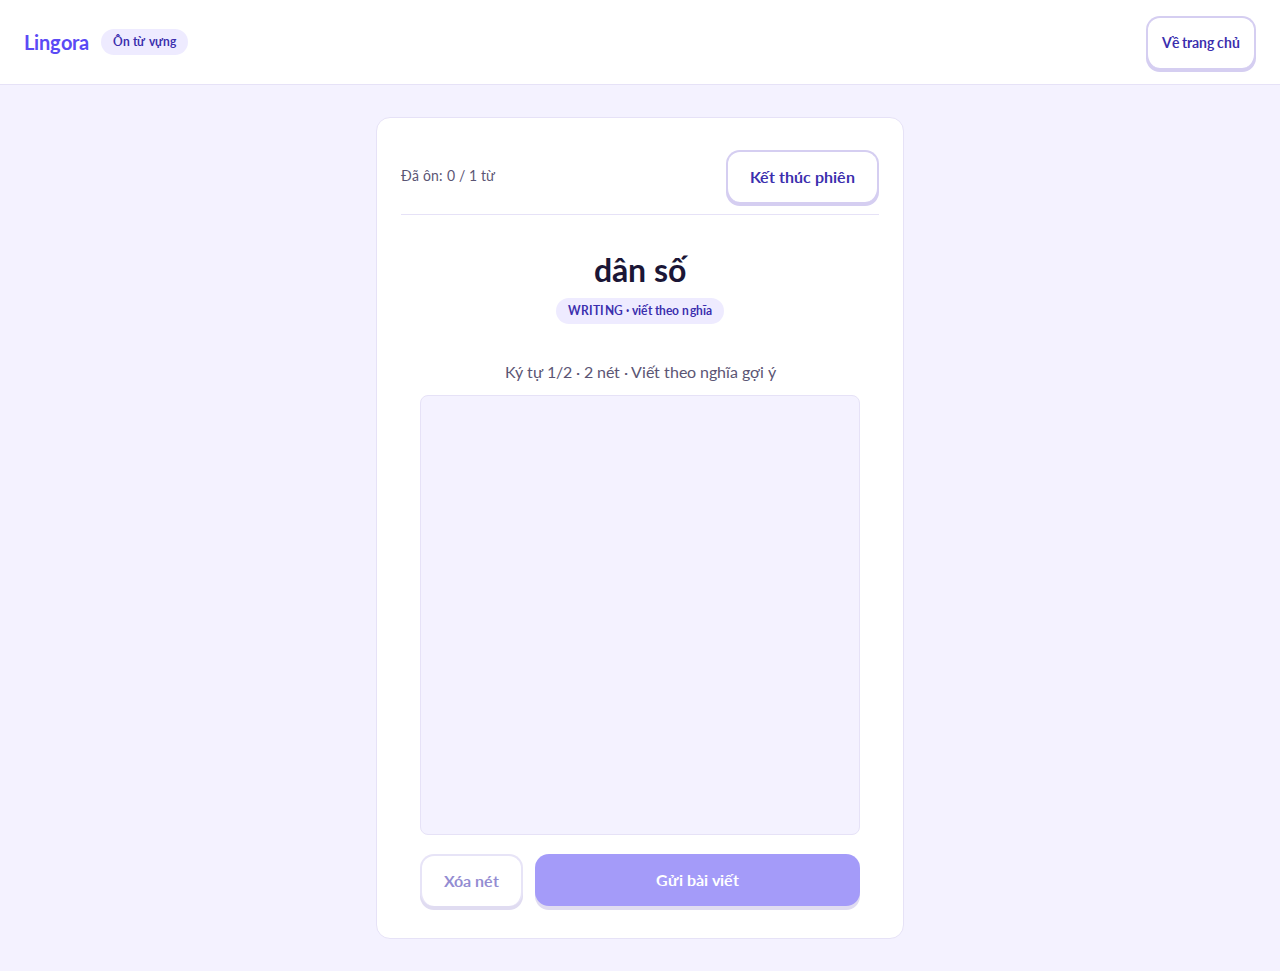 Lingora
Ôn từ vựng
Về trang chủ
Đã ôn: 0 / 1 từ
Kết thúc phiên
dân số
WRITING · viết theo nghĩa
Ký tự 1/2 · 2 nét · Viết theo nghĩa gợi ý
Xóa nét
Gửi bài viết